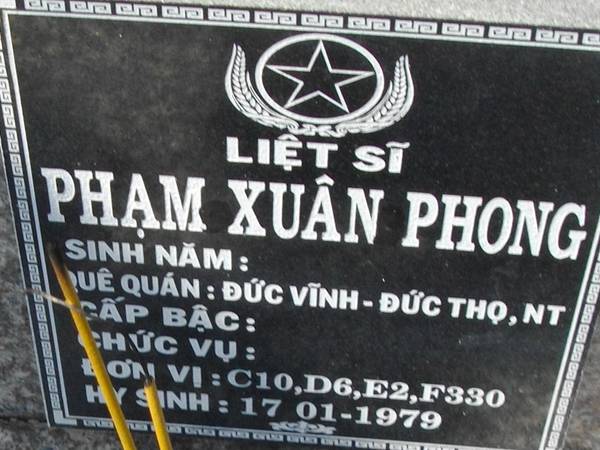 LIỆT SĨ
PHẠM XUÂN PHONG
SINH NĂM :
QUÊ QUÁN : ĐỨC VĨNH - ĐỨC THỌ, NT
CẤP BẬC :
CHỨC VỤ :
ĐƠN VỊ : C10,D6,E2,F330
HY SINH : 17 01-1979